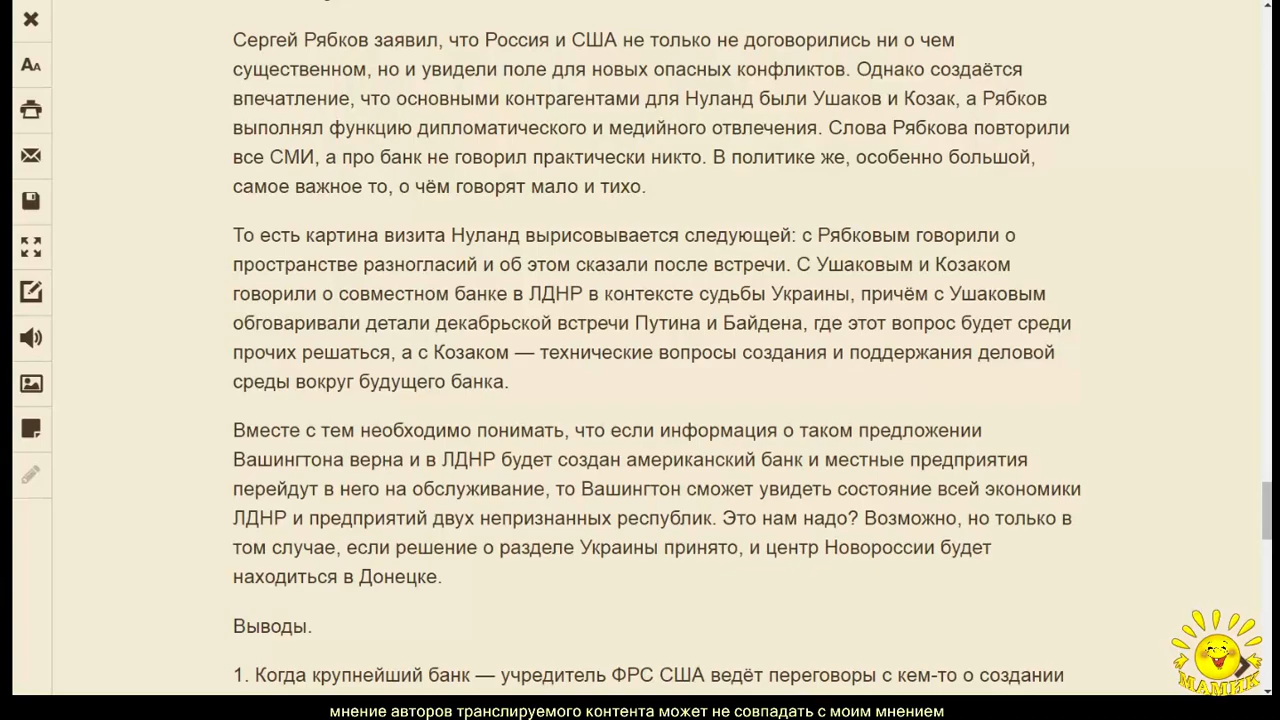 Сергей Рябков заявил, что Россия и США не только не договорились ни о чем
существенном, но и увидели поле для новых опасных конфликтов. Однако создаётся
впечатление, что основными контрагентами для Нуланд были Ушаков и Козак, а Рябков
выполнял функцию дипломатического и медийного отвлечения. Слова Рябкова повторили
все СМИ, а про банк не говорил практически никто. В политике же, особенно большой,
самое важное то, о чём говорят мало и тихо.
То есть картина визита Нуланд вырисовывается следующей: с Рябковым говорили о
пространстве разногласий и об этом сказали после встречи. С Ушаковым и Козаком
говорили о совместном банке в ЛДНР в контексте судьбы Украины, причём с Ушаковым
обговаривали детали декабрьской встречи Путина и Байдена, где этот вопрос будет среди
прочих решаться, а с Козаком — технические вопросы создания и поддержания деловой
среды вокруг будущего банка.
Вместе с тем необходимо понимать, что если информация о таком предложении
Вашингтона верна и в ЛДНР будет создан американский банк и местные предприятия
перейдут в него на обслуживание, то Вашингтон сможет увидеть состояние всей экономики
ЛДНР и предприятий двух непризнанных республик. Это нам надо? Возможно, но только в
том случае, если решение о разделе Украины принято, и центр Новороссии будет
находиться в Донецке.
Выводы.
1. Когда крупнейший банк — учредитель ФРС США ведёт переговоры с кем-то о создании
МАМИК
мнение авторов транслируемого контента может не совпадать с моим мнением